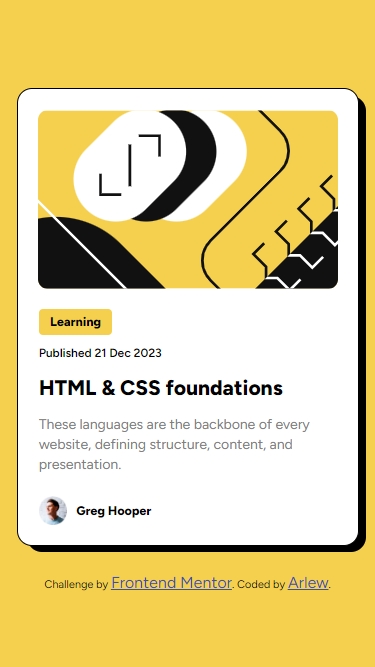 Learning
Published 21 Dec 2023
HTML & CSS foundations
These languages are the backbone of every
website, defining structure, content, and
presentation.
Greg Hooper
Challenge by Frontend Mentor. Coded by Arlew.